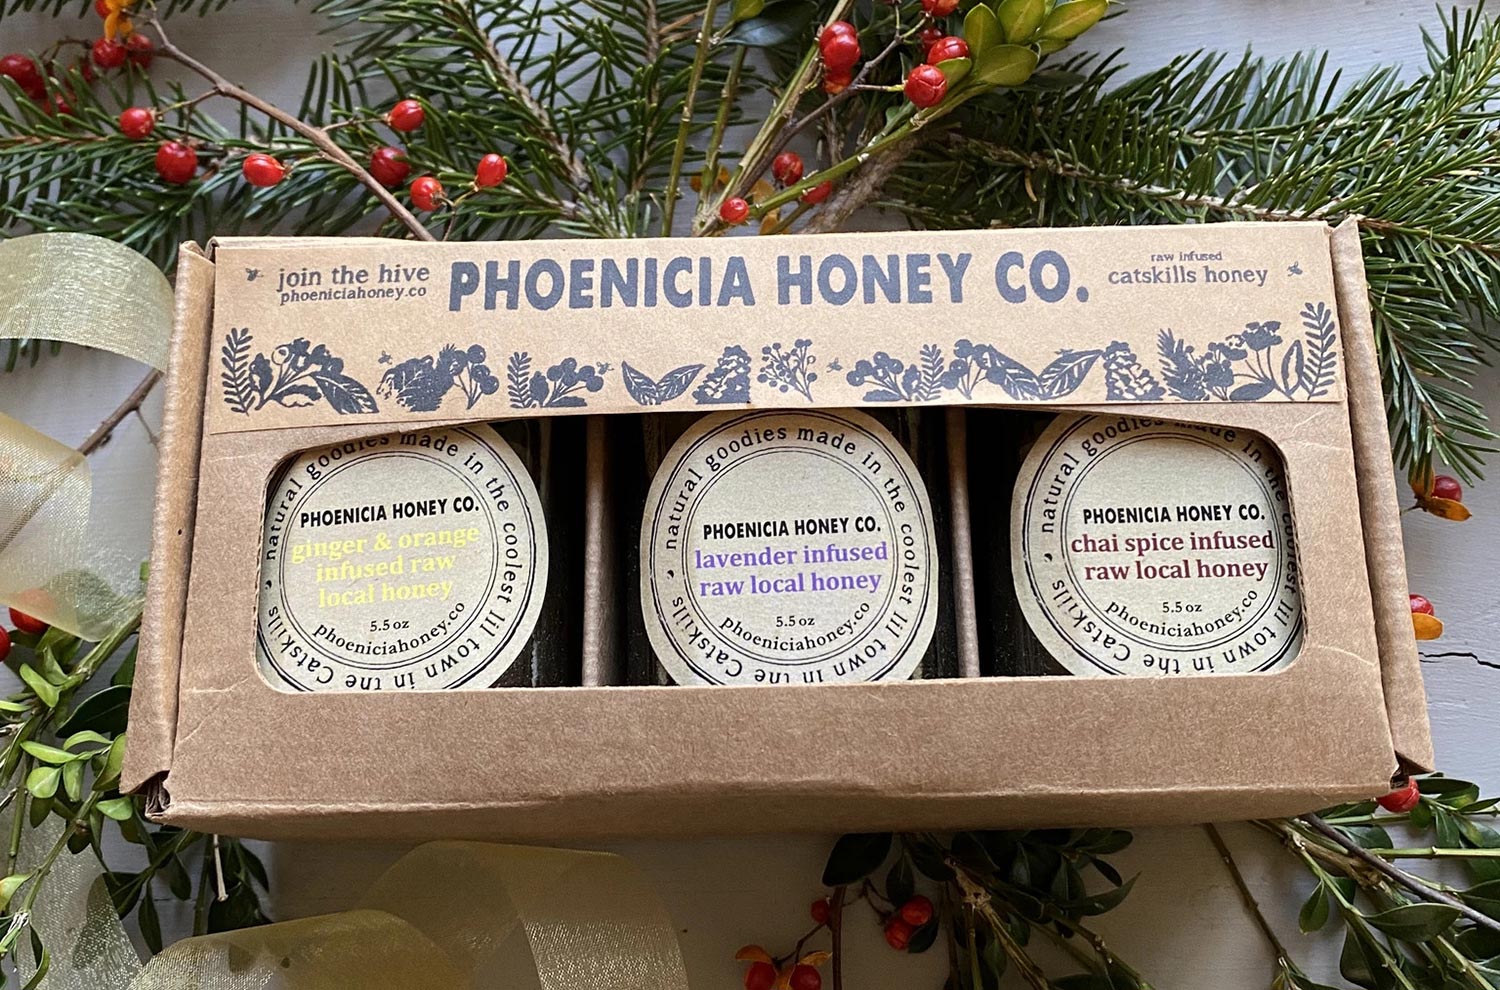 join the hive
phoeniciahoney.co
PHOENICIA HONEY CO.
raw infused
catskills honey
natural goodies made in the coolest lil town in the Catskills
PHOENICIA HONEY CO.
ginger & orange
infused raw
local honey
5.5 oz
phoeniciahoney.co
natural goodies made in the coolest lil town in the Catskills
PHOENICIA HONEY CO.
lavender infused
raw local honey
5.5 oz
phoeniciahoney.co
natural goodies made in the coolest lil town in the Catskills
PHOENICIA HONEY CO.
chai spice infused
raw local honey
5.5 oz
phoeniciahoney.co